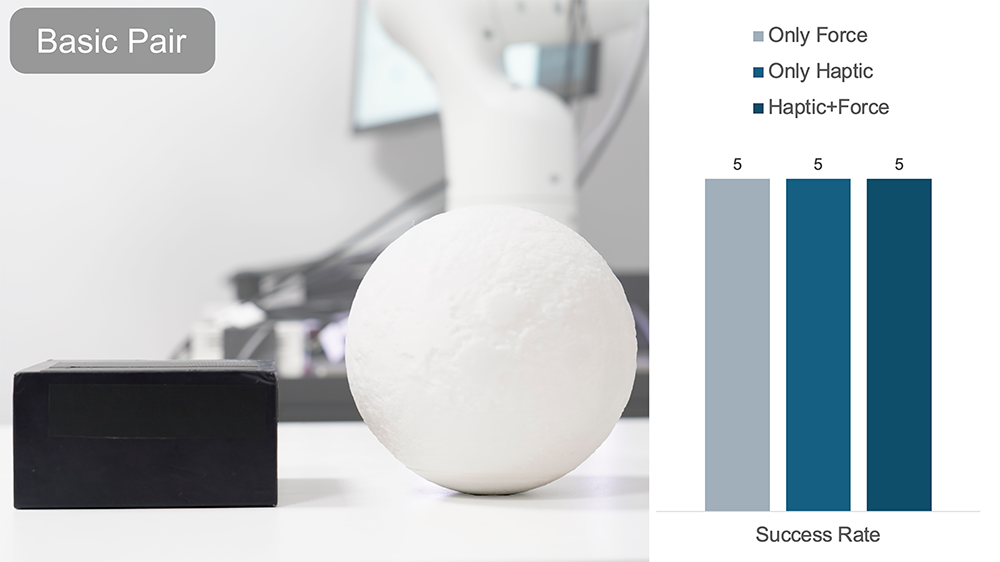 Basic Pair
Only Force
Only Haptic
Haptic+Force
5 5 5
Success Rate